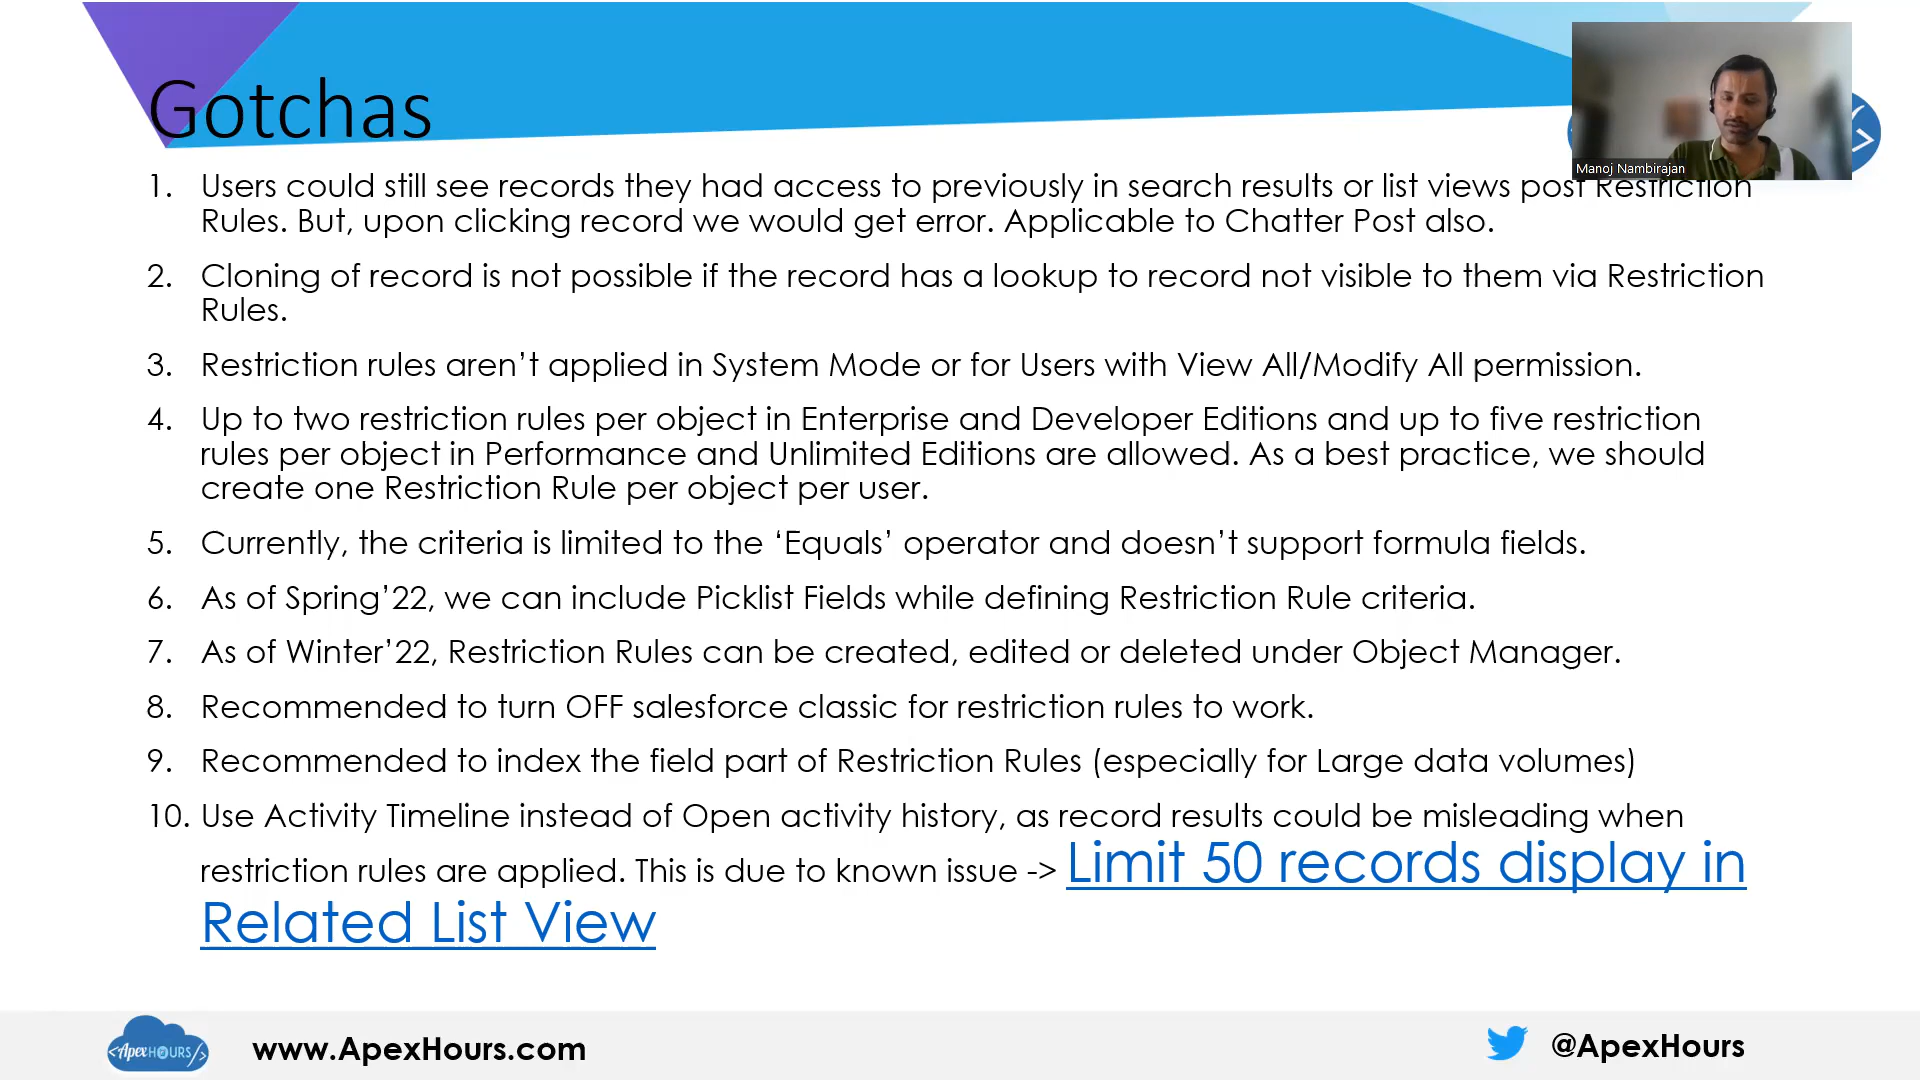 Gotchas
Manoj Nambirajan
1. Users could still see records they had access to previously in search results or list views post Restriction
Rules. But, upon clicking record we would get error. Applicable to Chatter Post also.
2. Cloning of record is not possible if the record has a lookup to record not visible to them via Restriction
Rules.
3. Restriction rules aren’t applied in System Mode or for Users with View All/Modify All permission.
4. Up to two restriction rules per object in Enterprise and Developer Editions and up to five restriction
rules per object in Performance and Unlimited Editions are allowed. As a best practice, we should
create one Restriction Rule per object per user.
5. Currently, the criteria is limited to the ‘Equals’ operator and doesn’t support formula fields.
6. As of Spring’22, we can include Picklist Fields while defining Restriction Rule criteria.
7. As of Winter’22, Restriction Rules can be created, edited or deleted under Object Manager.
8. Recommended to turn OFF salesforce classic for restriction rules to work.
9. Recommended to index the field part of Restriction Rules (especially for Large data volumes)
10. Use Activity Timeline instead of Open activity history, as record results could be misleading when
restriction rules are applied. This is due to known issue -> Limit 50 records display in
Related List View
<ApexHOURS/>
www.ApexHours.com
@ApexHours